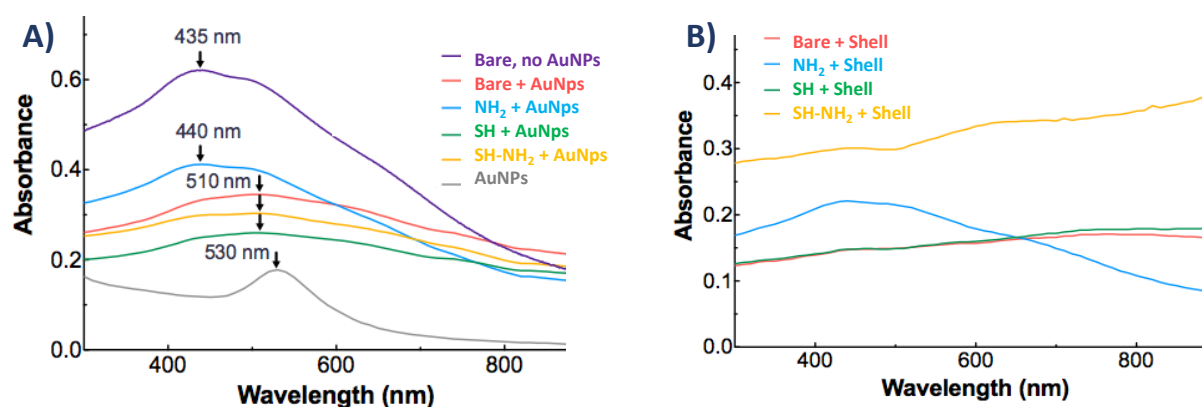 A)
435 nm
440 nm
510 nm
530 nm
Bare, no AuNPs
Bare + AuNps
NH₂ + AuNps
SH + AuNps
SH-NH₂ + AuNps
AuNPs
Absorbance
0.6
0.4
0.2
0.0
400
600
800
Wavelength (nm)
B)
Bare + Shell
NH₂ + Shell
SH + Shell
SH-NH₂ + Shell
Absorbance
0.4
0.3
0.2
0.1
0.0
400
600
800
Wavelength (nm)